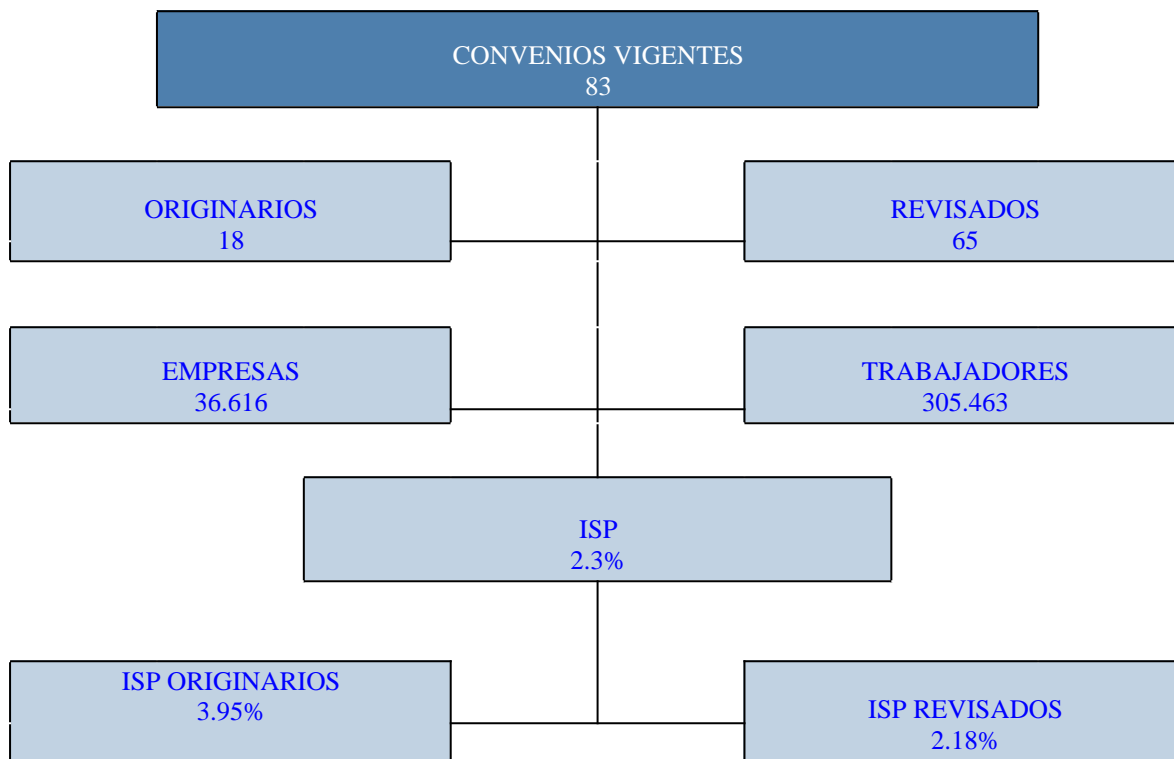 CONVENIOS VIGENTES
83
ORIGINARIOS
18
REVISADOS
65
EMPRESAS
36.616
TRABAJADORES
305.463
ISP
2.3%
ISP ORIGINARIOS
3.95%
ISP REVISADOS
2.18%